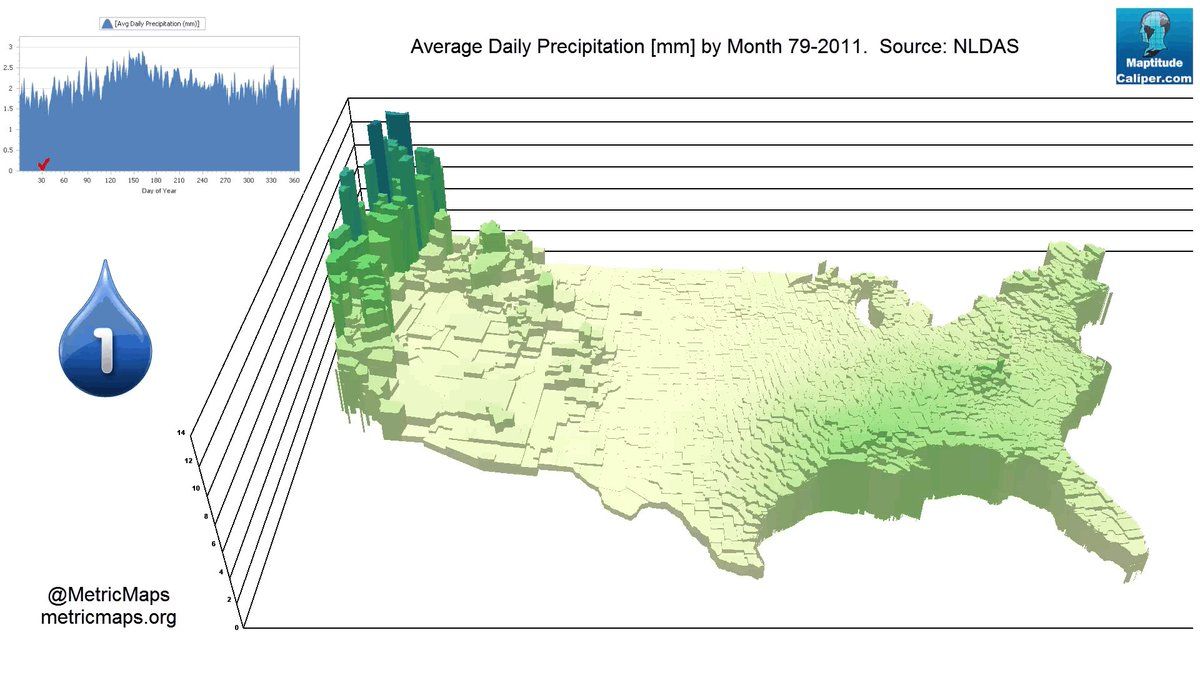 [Avg Daily Precipitation (mm)]
3
2.5
2
1.5
1
0.5
0
30 60 90 120 150 180 210 240 270 300 330 360
Day of Year
Average Daily Precipitation [mm] by Month 79-2011. Source: NLDAS
Maptitude
Caliper.com
1
14
12
10
8
6
4
2
0
@MetricMaps
metricmaps.org